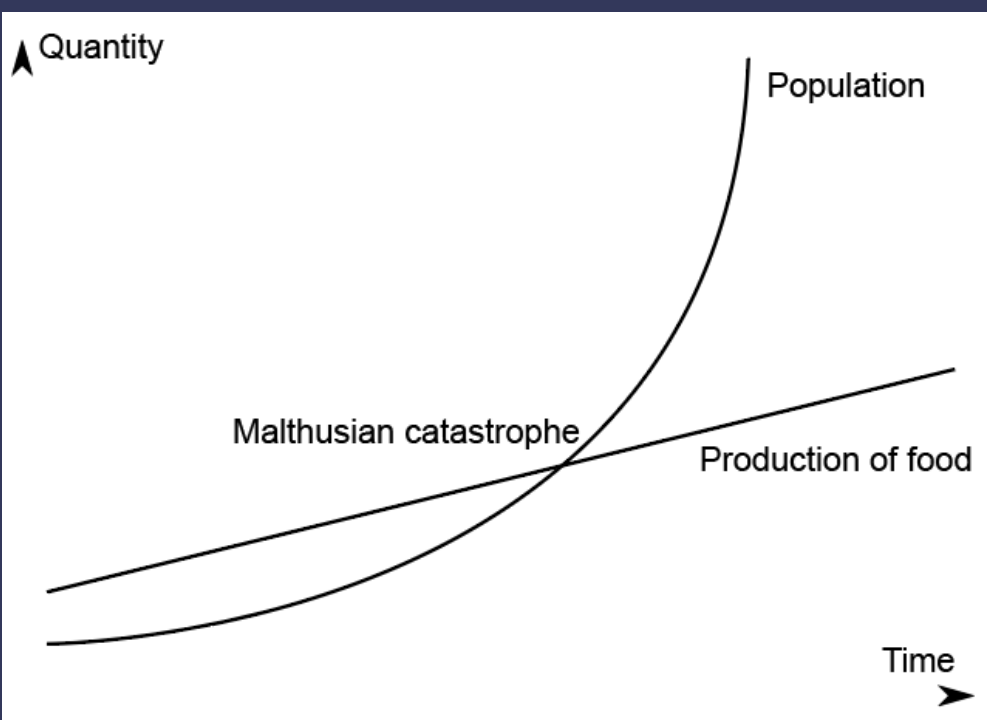 Quantity
Population
Malthusian catastrophe
Production of food
Time